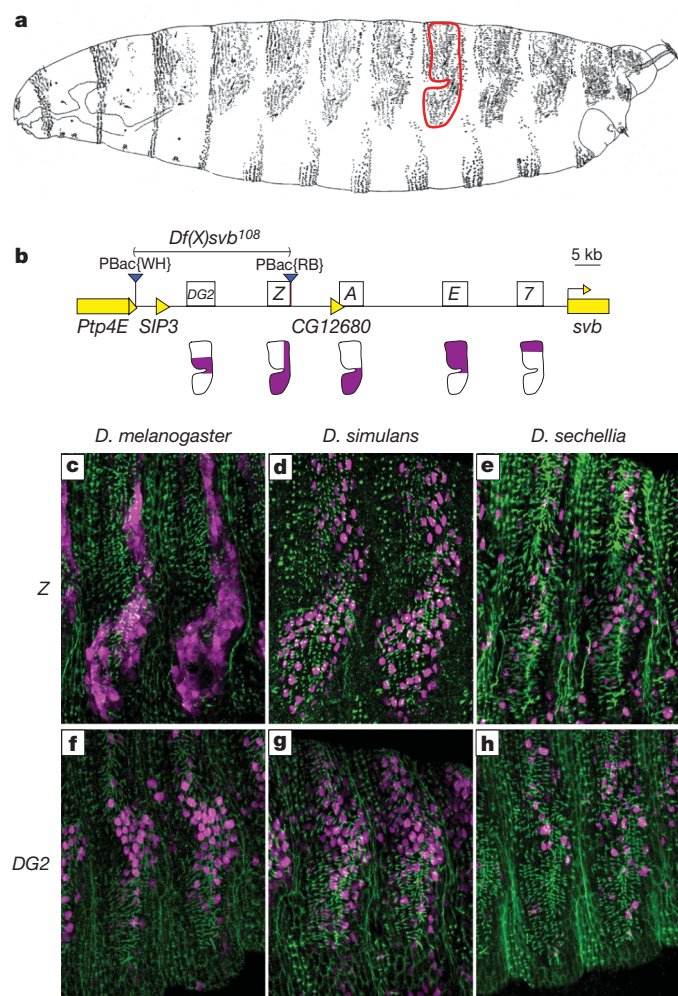 a
b
Df(X)svb108
PBac{WH} PBac{RB} 5 kb
DG2 Z A E 7
Ptp4E SIP3 CG12680 svb
D. melanogaster D. simulans D. sechellia
c d e
Z
f g h
DG2